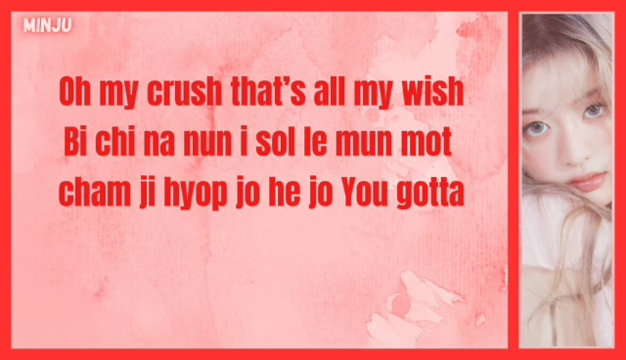 MINJU
Oh my crush that's all my wish
Bi chi na nun i sol le mun mot
cham ji hyop jo he jo You gotta